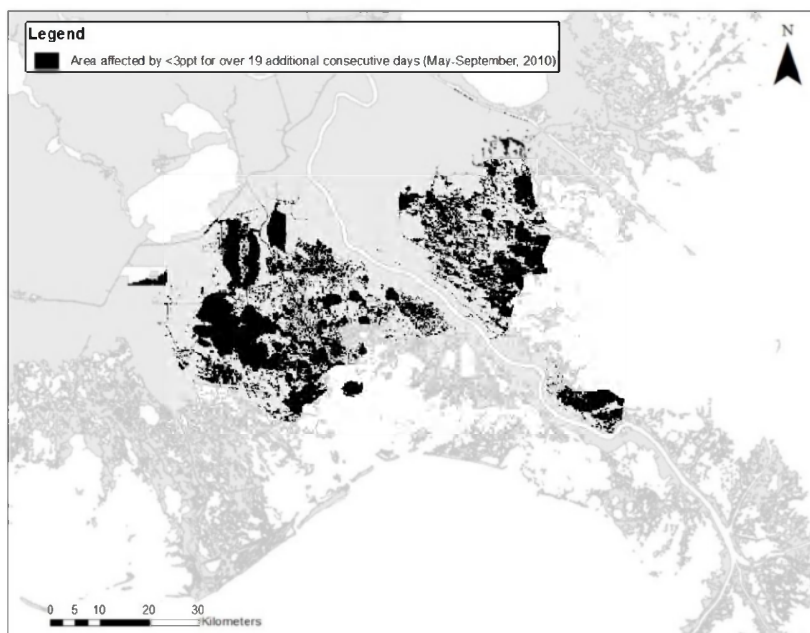 Legend
Area affected by <3ppt for over 19 additional consecutive days (May-September, 2010)
N
0 5 10 20 30
Kilometers